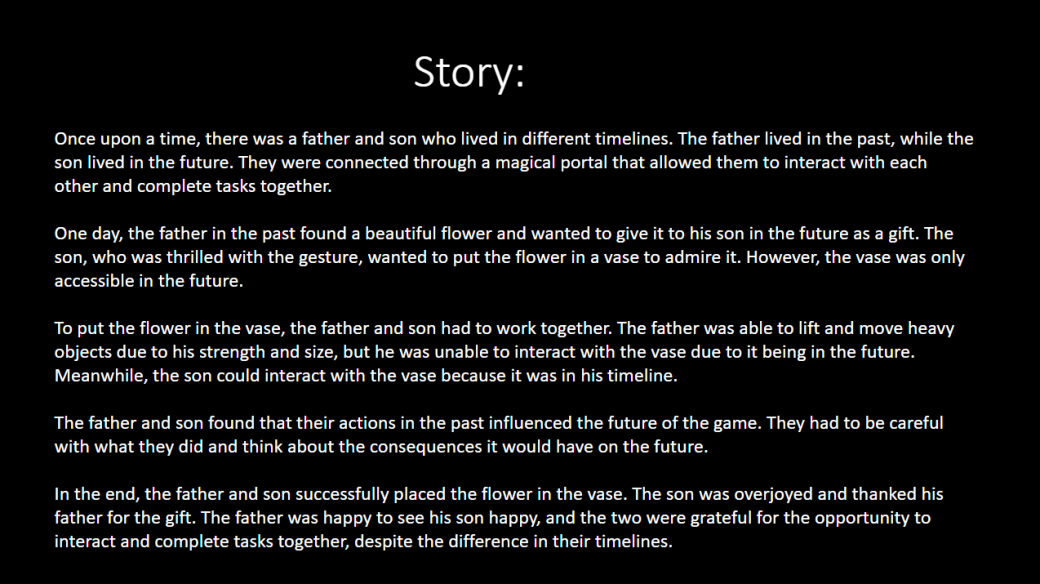 Story:
Once upon a time, there was a father and son who lived in different timelines. The father lived in the past, while the
son lived in the future. They were connected through a magical portal that allowed them to interact with each
other and complete tasks together.
One day, the father in the past found a beautiful flower and wanted to give it to his son in the future as a gift. The
son, who was thrilled with the gesture, wanted to put the flower in a vase to admire it. However, the vase was only
accessible in the future.
To put the flower in the vase, the father and son had to work together. The father was able to lift and move heavy
objects due to his strength and size, but he was unable to interact with the vase due to it being in the future.
Meanwhile, the son could interact with the vase because it was in his timeline.
The father and son found that their actions in the past influenced the future of the game. They had to be careful
with what they did and think about the consequences it would have on the future.
In the end, the father and son successfully placed the flower in the vase. The son was overjoyed and thanked his
father for the gift. The father was happy to see his son happy, and the two were grateful for the opportunity to
interact and complete tasks together, despite the difference in their timelines.